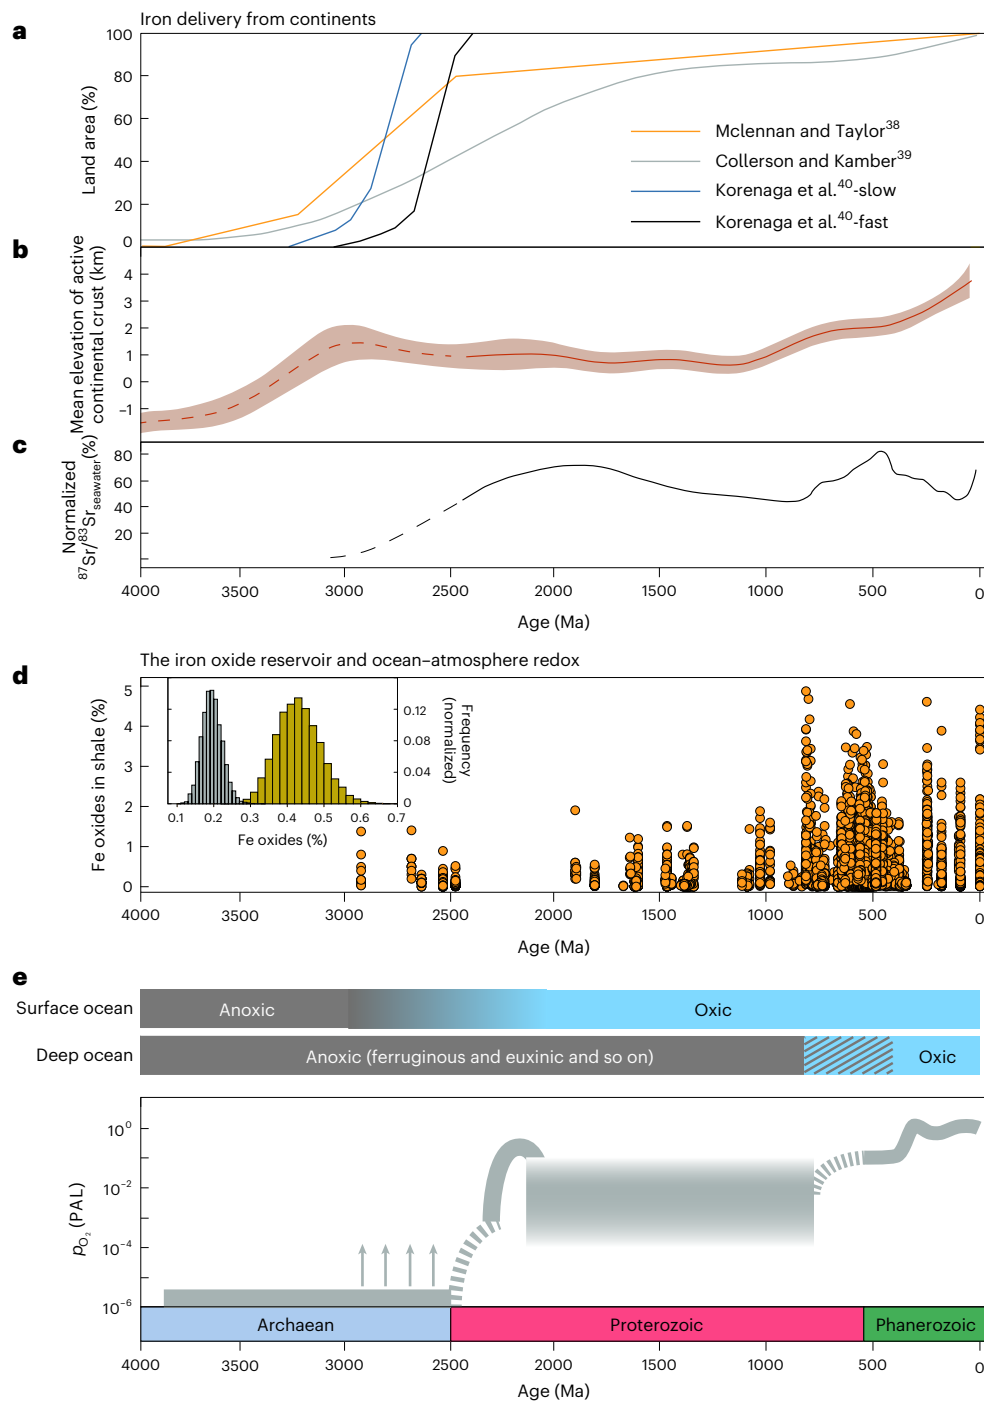 Iron delivery from continents
a
100
80
60
40
20
0
Land area (%)
Mclennan and Taylor38
Collerson and Kamber39
Korenaga et al.40-slow
Korenaga et al.40-fast
b
4
3
2
1
0
–1
Mean elevation of active
continental crust (km)
c
80
60
40
20
Normalized
87Sr/83Srseawater(%)
4000 3500 3000 2500 2000 1500 1000 500 0
Age (Ma)
The iron oxide reservoir and ocean–atmosphere redox
d
5
4
3
2
1
0
Fe oxides in shale (%)
0.12
0.08
0.04
0
Frequency
(normalized)
0.1 0.2 0.3 0.4 0.5 0.6 0.7
Fe oxides (%)
4000 3500 3000 2500 2000 1500 1000 500 0
Age (Ma)
e
Surface ocean Anoxic Oxic
Deep ocean Anoxic (ferruginous and euxinic and so on) Oxic
10⁰
10⁻²
10⁻⁴
10⁻⁶
pO₂ (PAL)
Archaean Proterozoic Phanerozoic
4000 3500 3000 2500 2000 1500 1000 500 0
Age (Ma)